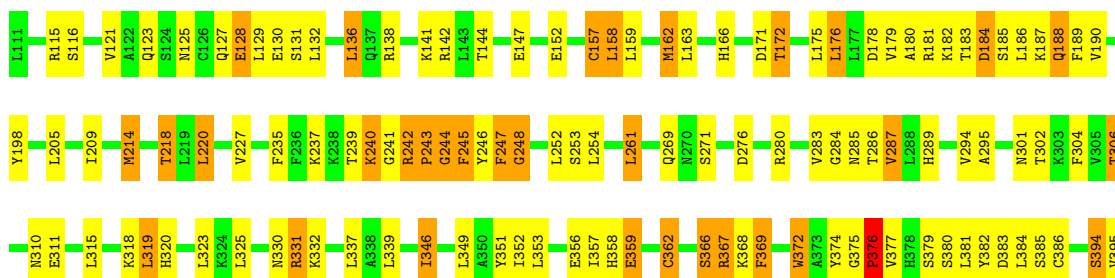 L111 R115 S116 V121 A122 Q123 S124 N125 C126 Q127 E128 L129 E130 S131 L132 L136 Q137 R138 K141 R142 L143 T144 E147 E152 C157 L158 L159 M162 L163 H166 D171 T172 L175 L176 L177 D178 V179 A180 R181 K182 T183 D184 S185 L186 K187 Q188 F189 V190
Y198 L205 I209 M214 T218 L219 L220 V227 F235 F236 K237 K238 T239 K240 G241 R242 P243 G244 F245 Y246 F247 G248 L252 S253 L254 L261 Q269 N270 S271 D276 R280 V283 G284 N285 T286 V287 L288 H289 V294 A295 N301 T302 K303 F304 V305 T306
N310 E311 L315 K318 L319 H320 L323 K324 L325 N330 R331 K332 L337 A338 L339 I346 L349 A350 Y351 I352 L353 E356 I357 H358 E359 C362 S366 R367 K368 F369 W372 A373 Y374 G375 P376 V377 H378 S379 S380 L381 Y382 D383 L384 S385 C386 S394